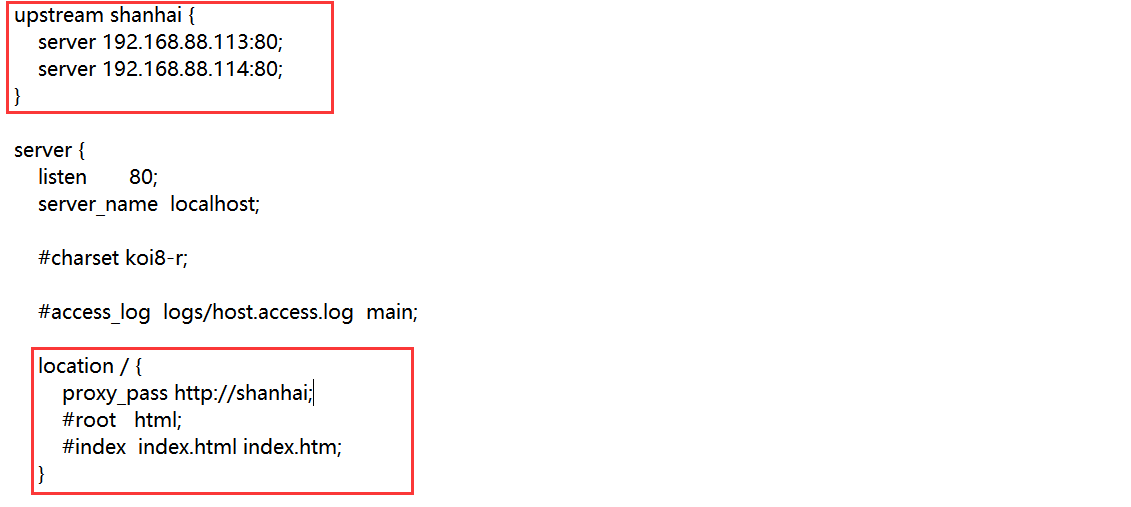 upstream shanhai {
server 192.168.88.113:80;
server 192.168.88.114:80;
}
server {
listen 80;
server_name localhost;
#charset koi8-r;
#access_log logs/host.access.log main;
location / {
proxy_pass http://shanhai;
#root html;
#index index.html index.htm;
}